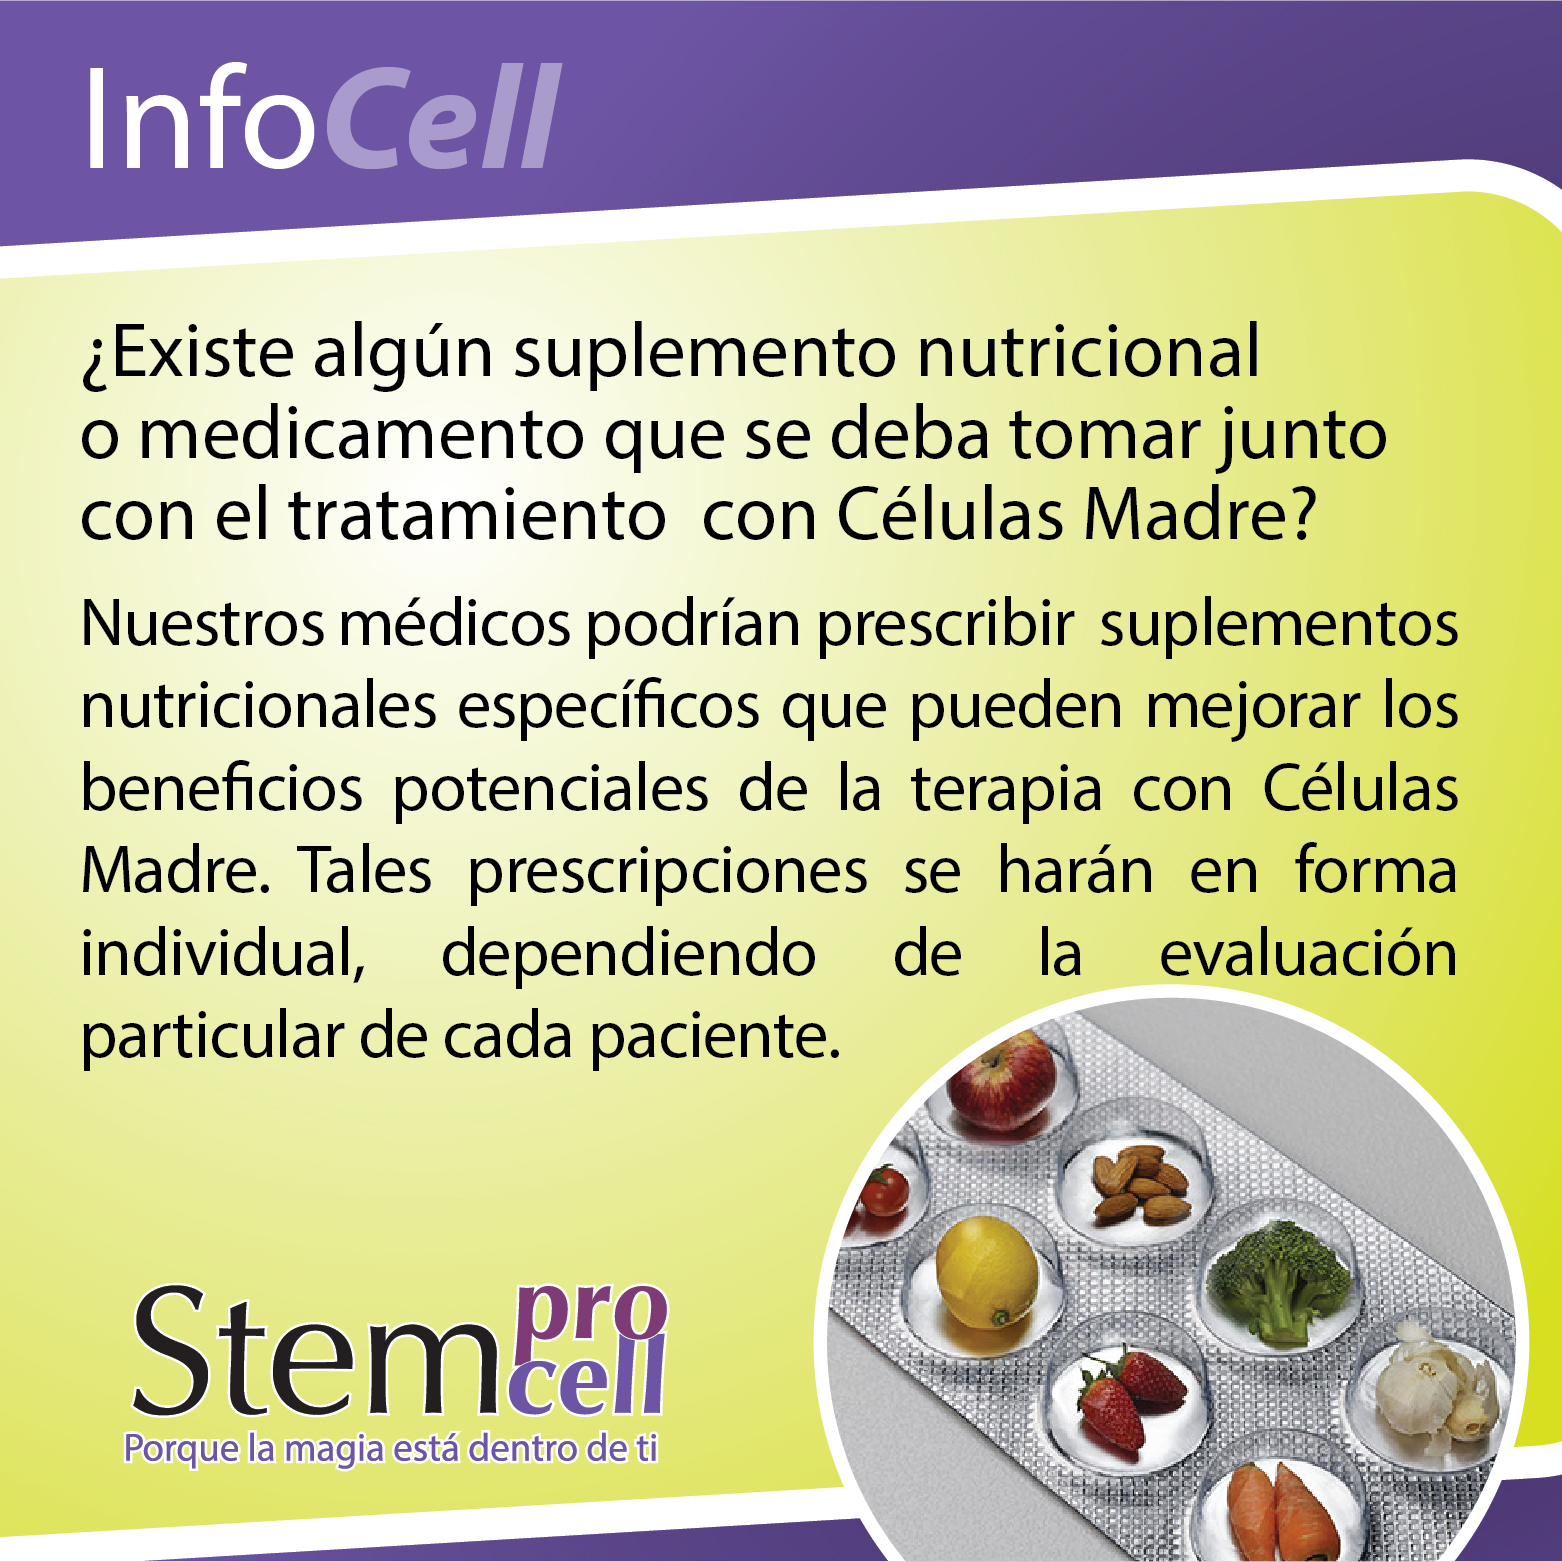 InfoCell
¿Existe algún suplemento nutricional
o medicamento que se deba tomar junto
con el tratamiento con Células Madre?
Nuestros médicos podrían prescribir suplementos
nutricionales específicos que pueden mejorar los
beneficios potenciales de la terapia con Células
Madre. Tales prescripciones se harán en forma
individual, dependiendo de la evaluación
particular de cada paciente.
Stem pro
cell
Porque la magia está dentro de ti